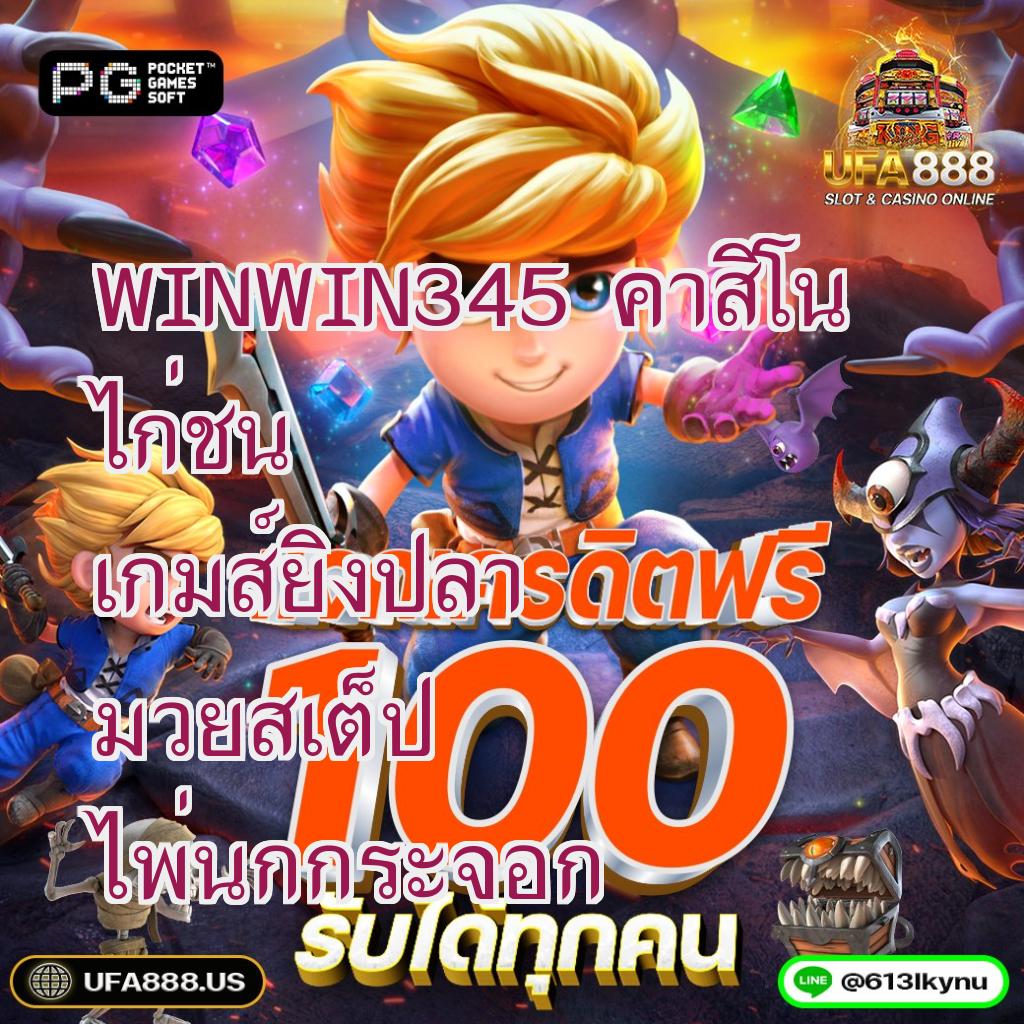 PG POCKET GAMES SOFT™
UFA888
SLOT & CASINO ONLINE
WINWIN345 คาสิโน
ไก่ชน
เกมส์ยิงปลา
เครดิตฟรี
มวยสเต็ป
100
ไพ่นกกระจอก
รับได้ทุกคน
UFA888.US
LINE @613lkynu